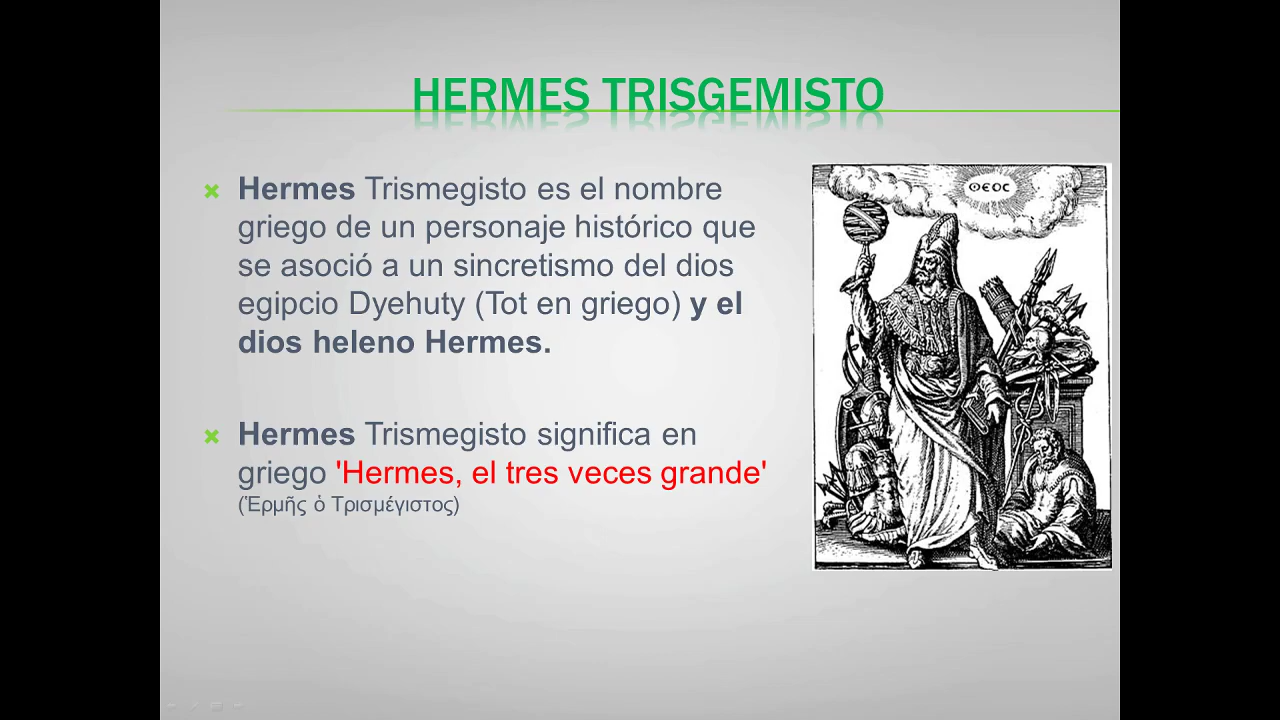 HERMES TRISGEMISTO
Hermes Trismegisto es el nombre
griego de un personaje histórico que
se asoció a un sincretismo del dios
egipcio Dyehuty (Tot en griego) y el
dios heleno Hermes.
Hermes Trismegisto significa en
griego 'Hermes, el tres veces grande'
(Ἑρμῆς ὁ Τρισμέγιστος)
ΘΕΟΣ